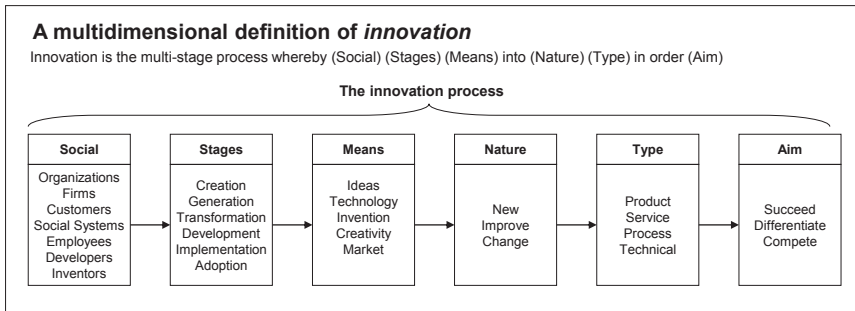 A multidimensional definition of innovation
Innovation is the multi-stage process whereby (Social) (Stages) (Means) into (Nature) (Type) in order (Aim)
The innovation process
Social
Organizations
Firms
Customers
Social Systems
Employees
Developers
Inventors
Stages
Creation
Generation
Transformation
Development
Implementation
Adoption
Means
Ideas
Technology
Invention
Creativity
Market
Nature
New
Improve
Change
Type
Product
Service
Process
Technical
Aim
Succeed
Differentiate
Compete